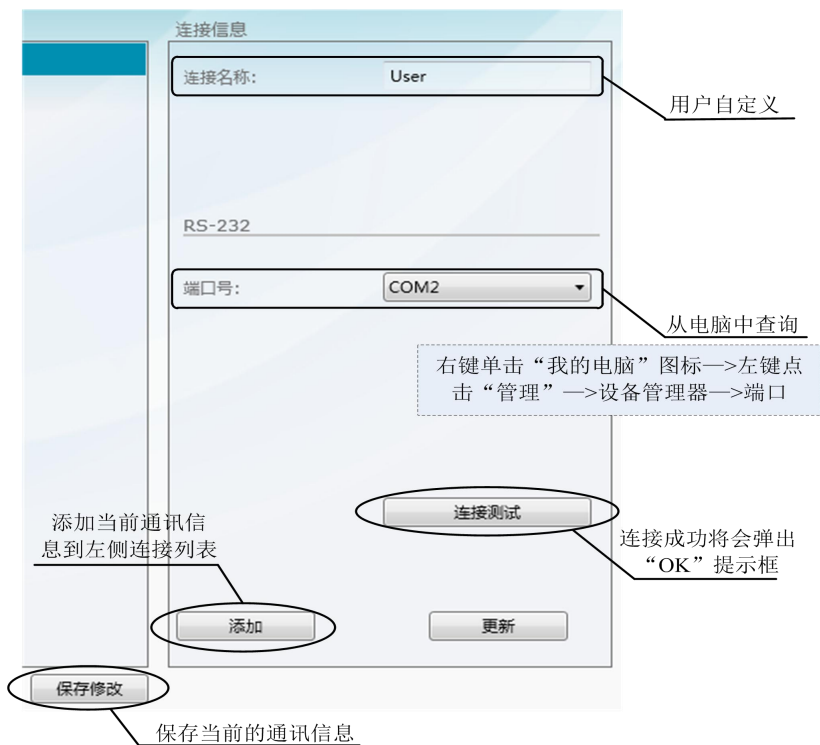 连接信息
连接名称: User
用户自定义
RS-232
端口号: COM2
从电脑中查询
右键单击“我的电脑”图标—>左键点
击“管理”—>设备管理器—>端口
连接测试
添加当前通讯信
息到左侧连接列表
连接成功将会弹出
“OK”提示框
添加 更新
保存修改
保存当前的通讯信息